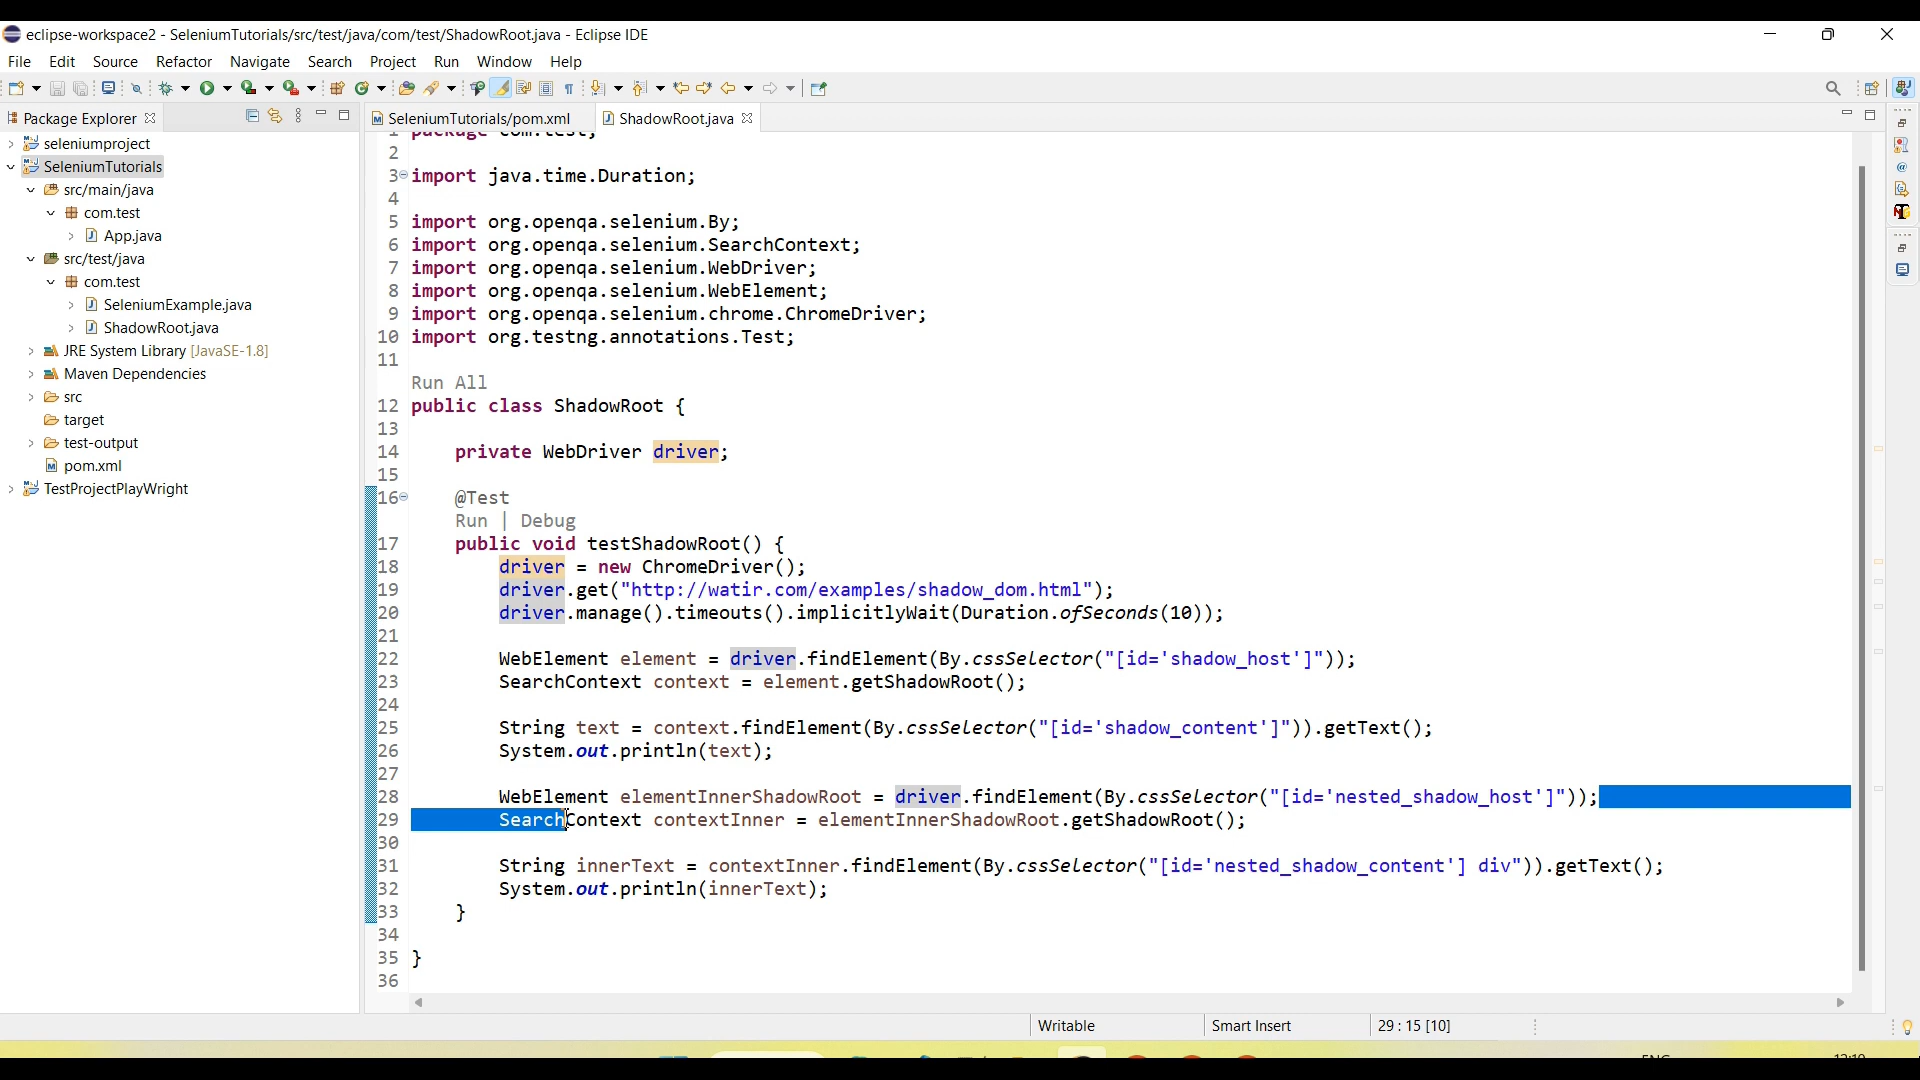 eclipse-workspace2 - SeleniumTutorials/src/test/java/com/test/ShadowRoot.java - Eclipse IDE
File Edit Source Refactor Navigate Search Project Run Window Help
Package Explorer
SeleniumTutorials/pom.xml
ShadowRoot.java
seleniumproject
SeleniumTutorials
src/main/java
com.test
App.java
src/test/java
com.test
SeleniumExample.java
ShadowRoot.java
JRE System Library [JavaSE-1.8]
Maven Dependencies
src
target
test-output
pom.xml
TestProjectPlayWright
1 package com.test;
2
3 import java.time.Duration;
4
5 import org.openqa.selenium.By;
6 import org.openqa.selenium.SearchContext;
7 import org.openqa.selenium.WebDriver;
8 import org.openqa.selenium.WebElement;
9 import org.openqa.selenium.chrome.ChromeDriver;
10 import org.testng.annotations.Test;
11
Run All
12 public class ShadowRoot {
13
14 private WebDriver driver;
15
16 @Test
Run | Debug
17 public void testShadowRoot() {
18 driver = new ChromeDriver();
19 driver.get("http://watir.com/examples/shadow_dom.html");
20 driver.manage().timeouts().implicitlyWait(Duration.ofSeconds(10));
21
22 WebElement element = driver.findElement(By.cssSelector("[id='shadow_host']"));
23 SearchContext context = element.getShadowRoot();
24
25 String text = context.findElement(By.cssSelector("[id='shadow_content']")).getText();
26 System.out.println(text);
27
28 WebElement elementInnerShadowRoot = driver.findElement(By.cssSelector("[id='nested_shadow_host']"));
29 SearchContext contextInner = elementInnerShadowRoot.getShadowRoot();
30
31 String innerText = contextInner.findElement(By.cssSelector("[id='nested_shadow_content'] div")).getText();
32 System.out.println(innerText);
33 }
34
35 }
36
Writable
Smart Insert
29 : 15 [10]